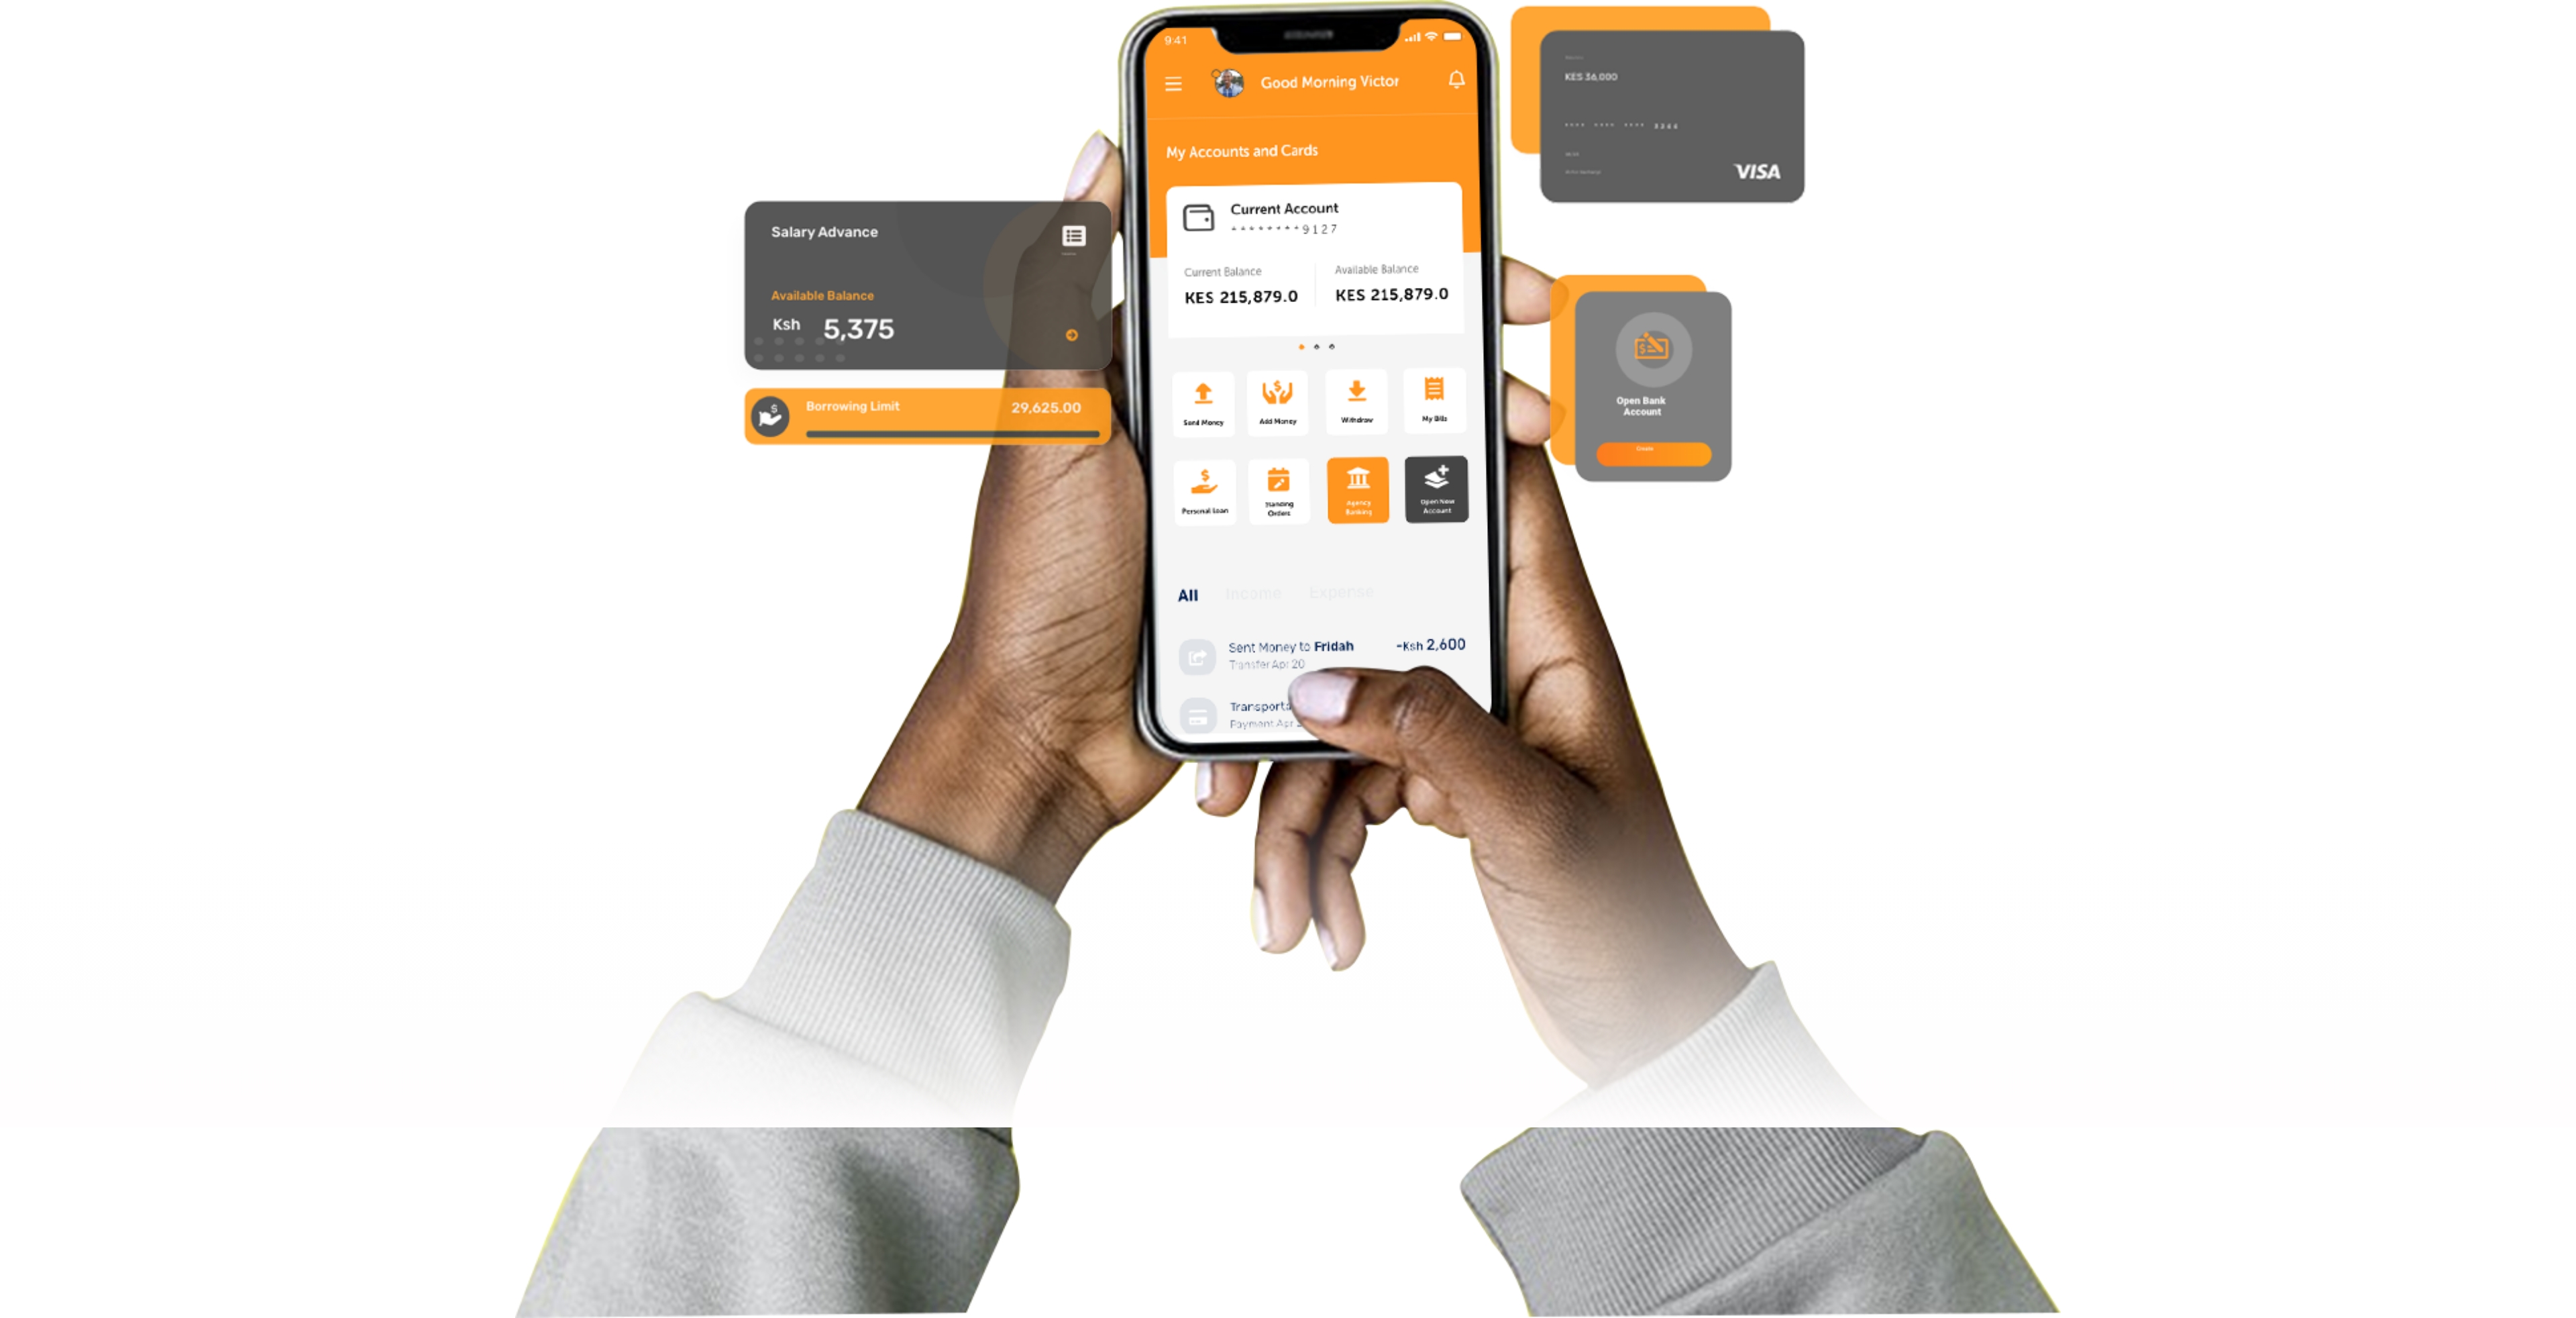 9:41
Good Morning Victor
My Accounts and Cards
Current Account
********9127
Current Balance
Available Balance
KES 215,879.0
KES 215,879.0
Send Money
Add Money
Withdraw
My Bills
Personal Loan
Standing
Orders
Agency
Banking
Open New
Account
All
Income
Expense
Sent Money to Fridah
-Ksh 2,600
Transfer Apr 20
Payment Apr
Salary Advance
Available Balance
Ksh 5,375
Borrowing Limit
29,625.00
KES 36,000
VISA
Open Bank
Account
Create